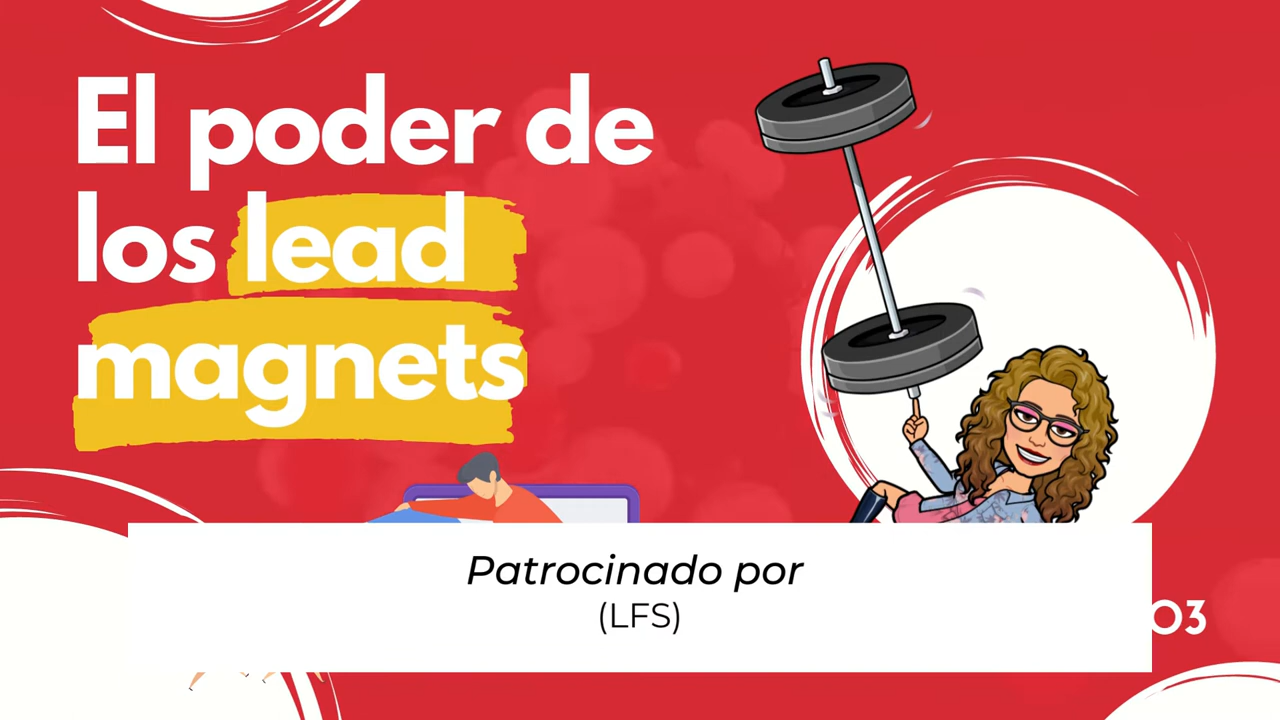 El poder de
los lead
magnets
Patrocinado por
(LFS)